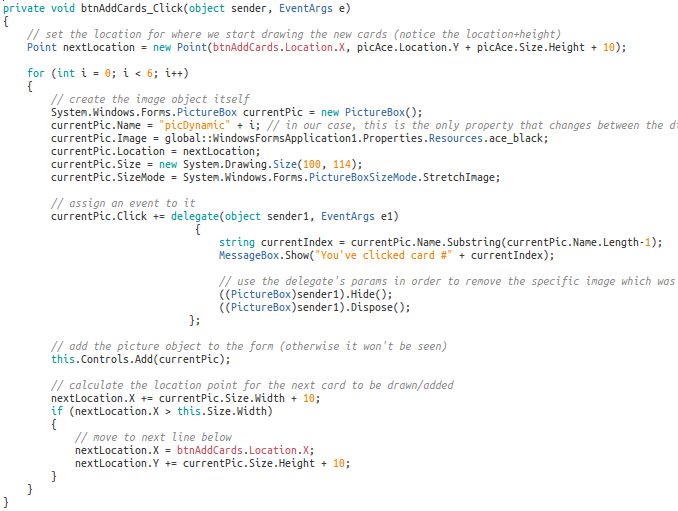 private void btnAddCards_Click(object sender, EventArgs e)
{
// set the location for where we start drawing the new cards (notice the location+height)
Point nextLocation = new Point(btnAddCards.Location.X, picAce.Location.Y + picAce.Size.Height + 10);
for (int i = 0; i < 6; i++)
{
// create the image object itself
System.Windows.Forms.PictureBox currentPic = new PictureBox();
currentPic.Name = "picDynamic" + i; // in our case, this is the only property that changes between the
currentPic.Image = global::WindowsFormsApplication1.Properties.Resources.ace_black;
currentPic.Location = nextLocation;
currentPic.Size = new System.Drawing.Size(100, 114);
currentPic.SizeMode = System.Windows.Forms.PictureBoxSizeMode.StretchImage;
// assign an event to it
currentPic.Click += delegate(object sender1, EventArgs e1)
{
string currentIndex = currentPic.Name.Substring(currentPic.Name.Length-1);
MessageBox.Show("You've clicked card #" + currentIndex);
// use the delegate's params in order to remove the specific image which was
((PictureBox)sender1).Hide();
((PictureBox)sender1).Dispose();
};
// add the picture object to the form (otherwise it won't be seen)
this.Controls.Add(currentPic);
// calculate the location point for the next card to be drawn/added
nextLocation.X += currentPic.Size.Width + 10;
if (nextLocation.X > this.Size.Width)
{
// move to next line below
nextLocation.X = btnAddCards.Location.X;
nextLocation.Y += currentPic.Size.Height + 10;
}
}
}